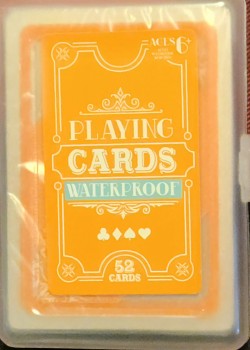 AGES 6+
PLAYING
CARDS
WATERPROOF
52
CARDS